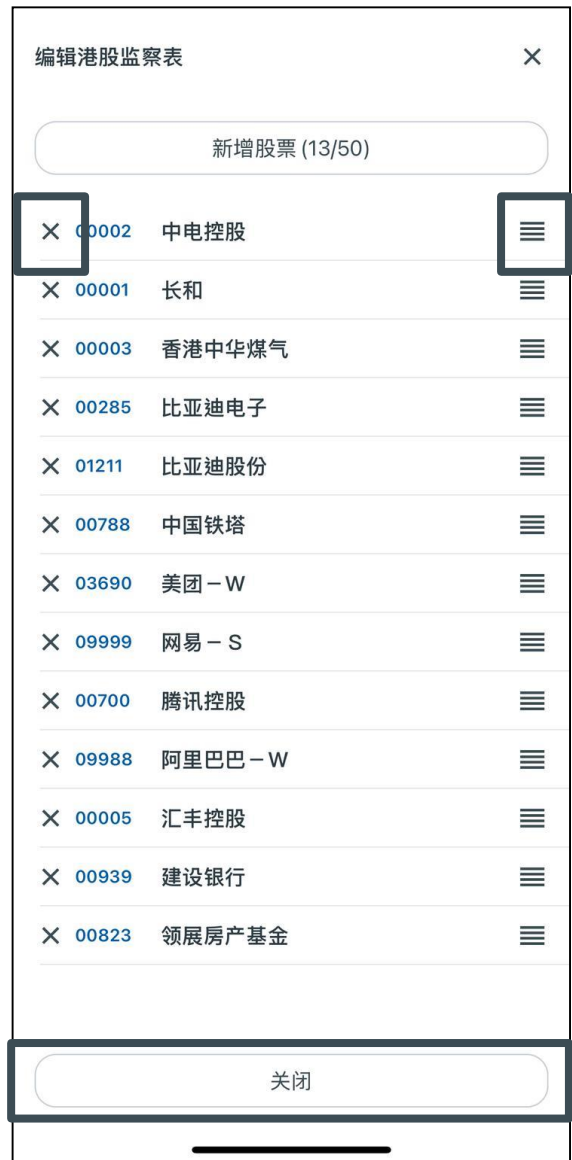 编辑港股监察表
新增股票 (13/50)
00002 中电控股
00001 长和
00003 香港中华煤气
00285 比亚迪电子
01211 比亚迪股份
00788 中国铁塔
03690 美团－W
09999 网易－S
00700 腾讯控股
09988 阿里巴巴－W
00005 汇丰控股
00939 建设银行
00823 领展房产基金
关闭